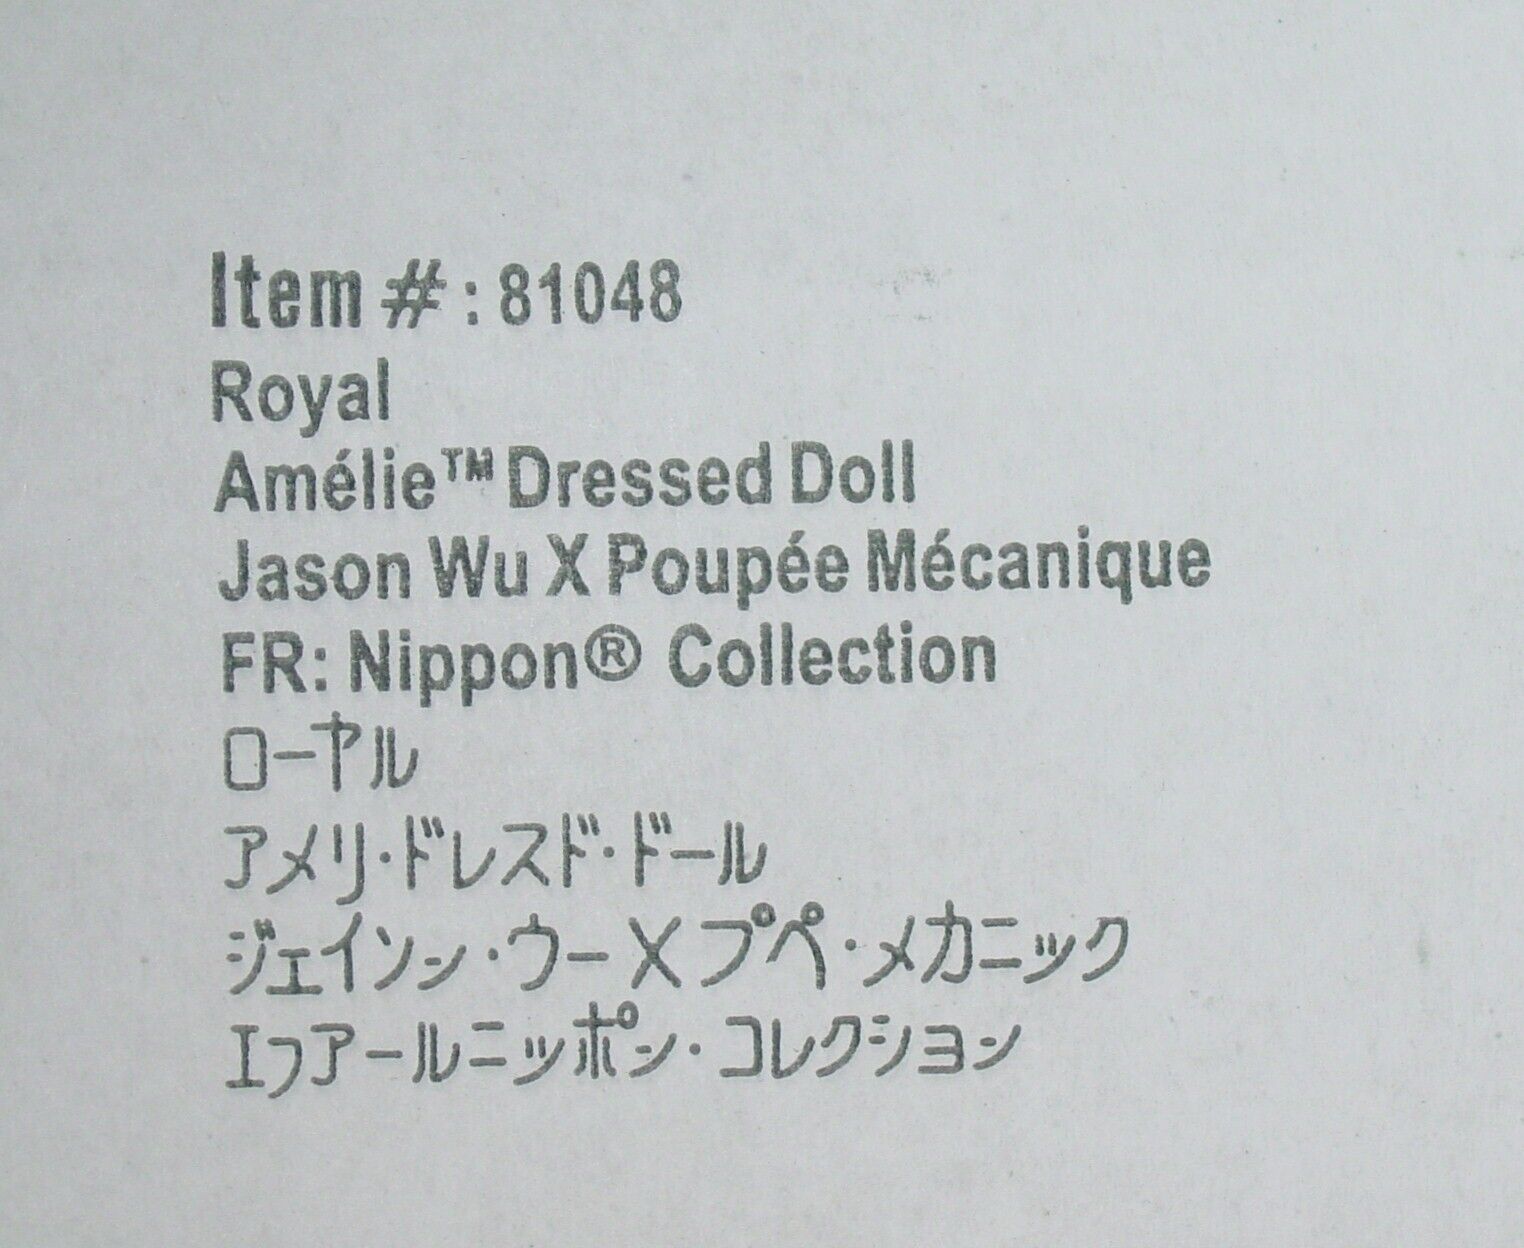 Item #: 81048
Royal
Amélie™ Dressed Doll
Jason Wu X Poupée Mécanique
FR: Nippon® Collection
ローヤル
アメリ・ドレスド・ドール
ジェイソン・ウー X プペ・メカニック
エフアールニッポン・コレクション